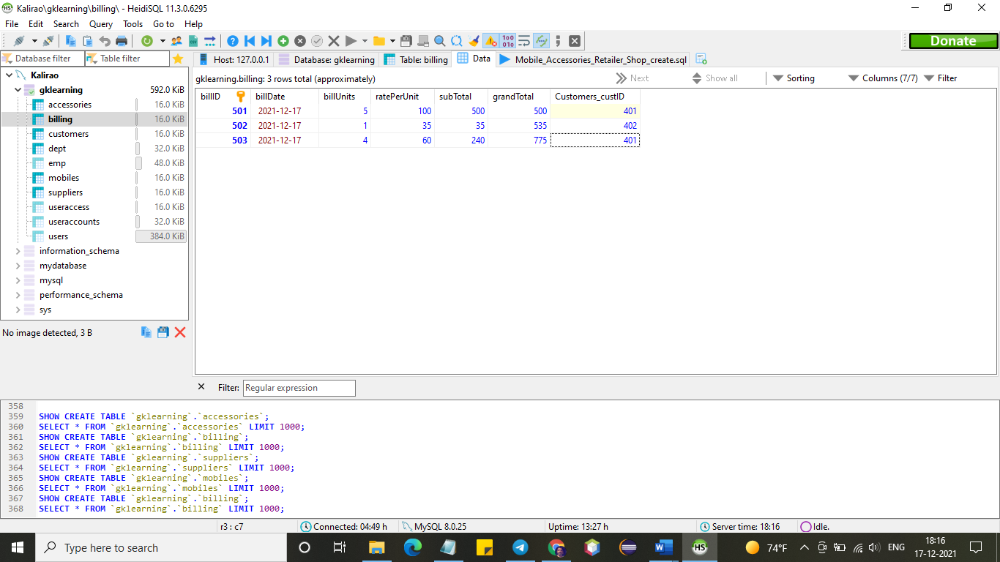 Kalirao\gklearning\billing\ - HeidiSQL 11.3.0.6295
File Edit Search Query Tools Go to Help
Donate
Database filter Table filter
Host: 127.0.0.1 Database: gklearning Table: billing Data Mobile_Accessories_Retailer_Shop_create.sql
Kalirao
gklearning 592.0 KiB
accessories 16.0 KiB
billing 16.0 KiB
customers 16.0 KiB
dept 32.0 KiB
emp 48.0 KiB
mobiles 16.0 KiB
suppliers 16.0 KiB
useraccess 16.0 KiB
useraccounts 32.0 KiB
users 384.0 KiB
information_schema
mydatabase
mysql
performance_schema
sys
No image detected, 3 B
gklearning.billing: 3 rows total (approximately) Next Show all Sorting Columns (7/7) Filter
billID billDate billUnits ratePerUnit subTotal grandTotal Customers_custID
501 2021-12-17 5 100 500 500 401
502 2021-12-17 1 35 35 535 402
503 2021-12-17 4 60 240 775 401
Filter: Regular expression
358
359 SHOW CREATE TABLE `gklearning`.`accessories`;
360 SELECT * FROM `gklearning`.`accessories` LIMIT 1000;
361 SHOW CREATE TABLE `gklearning`.`billing`;
362 SELECT * FROM `gklearning`.`billing` LIMIT 1000;
363 SHOW CREATE TABLE `gklearning`.`suppliers`;
364 SELECT * FROM `gklearning`.`suppliers` LIMIT 1000;
365 SHOW CREATE TABLE `gklearning`.`mobiles`;
366 SELECT * FROM `gklearning`.`mobiles` LIMIT 1000;
367 SHOW CREATE TABLE `gklearning`.`billing`;
368 SELECT * FROM `gklearning`.`billing` LIMIT 1000;
r3 : c7 Connected: 04:49 h MySQL 8.0.25 Uptime: 13:27 h Server time: 18:16 Idle.
Type here to search
HS
74°F ENG
18:16
17-12-2021